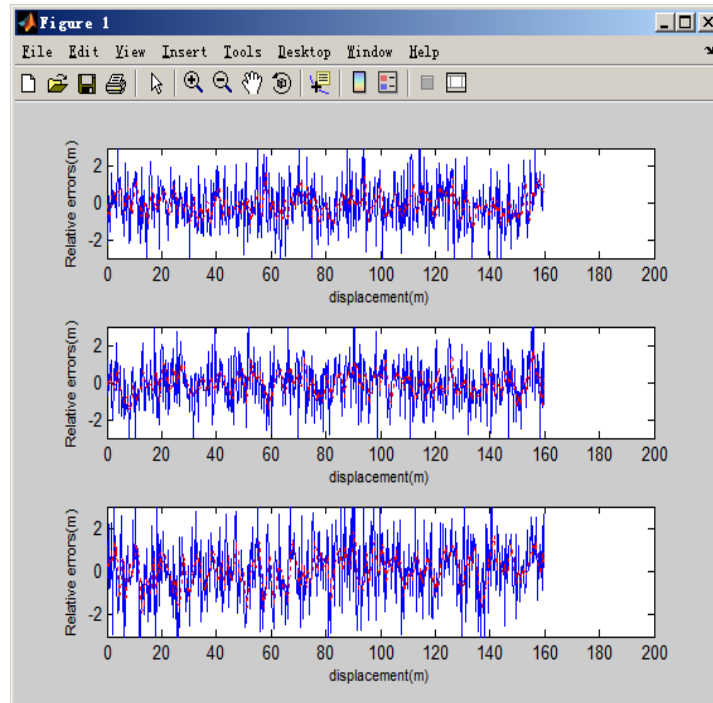 Figure 1
File Edit View Insert Tools Desktop Window Help
Relative errors(m)
2
0
-2
0 20 40 60 80 100 120 140 160 180 200
displacement(m)
Relative errors(m)
2
0
-2
0 20 40 60 80 100 120 140 160 180 200
displacement(m)
Relative errors(m)
2
0
-2
0 20 40 60 80 100 120 140 160 180 200
displacement(m)